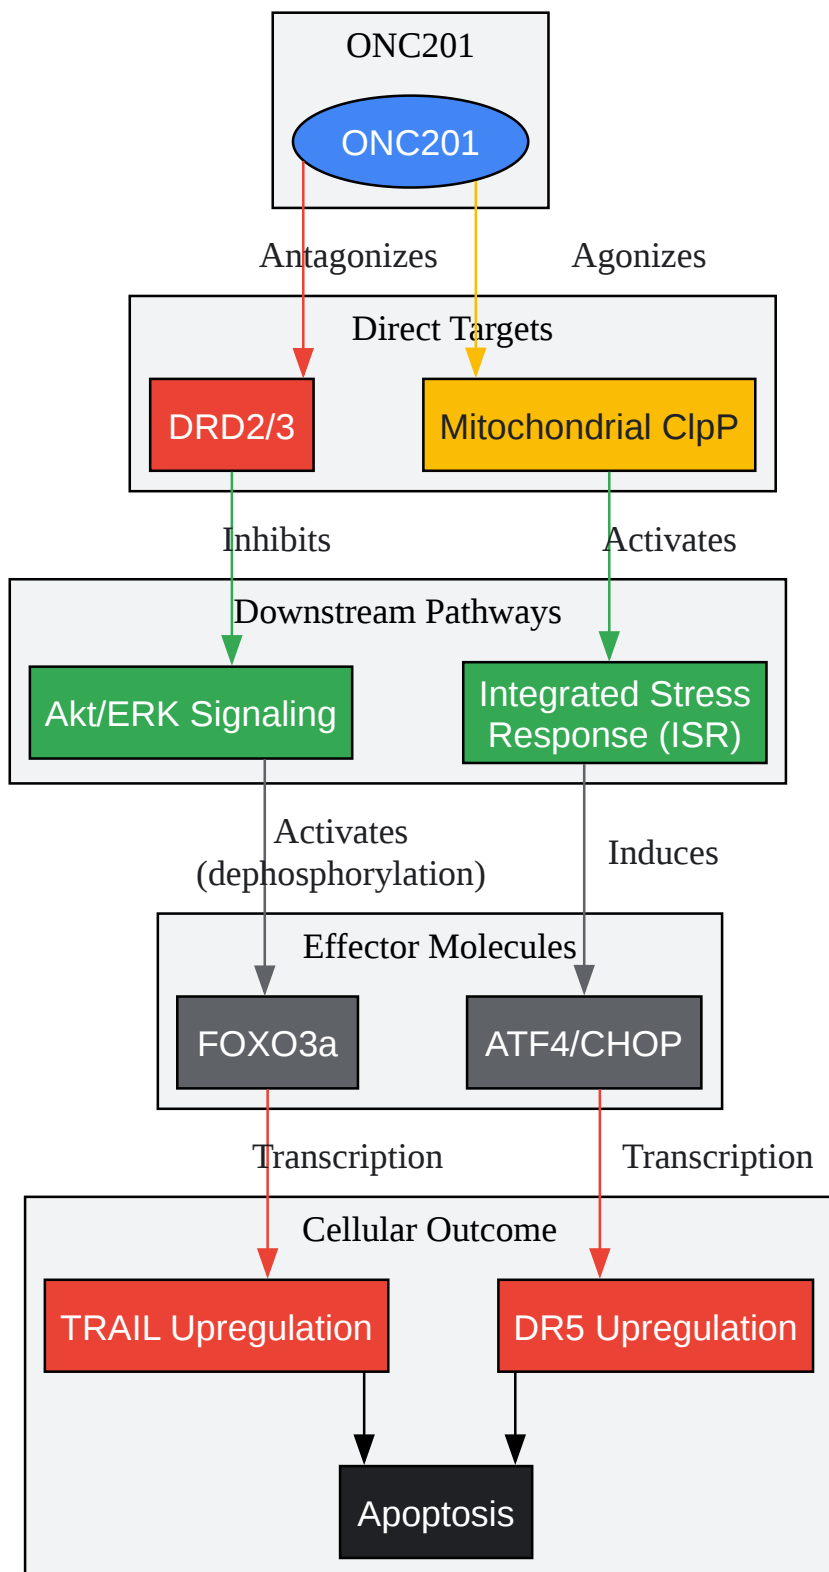 ONC201
ONC201
Antagonizes
Agonizes
Direct Targets
DRD2/3
Mitochondrial ClpP
Inhibits
Activates
Downstream Pathways
Akt/ERK Signaling
Integrated Stress
Response (ISR)
Activates
(dephosphorylation)
Induces
Effector Molecules
FOXO3a
ATF4/CHOP
Transcription
Transcription
Cellular Outcome
TRAIL Upregulation
DR5 Upregulation
Apoptosis